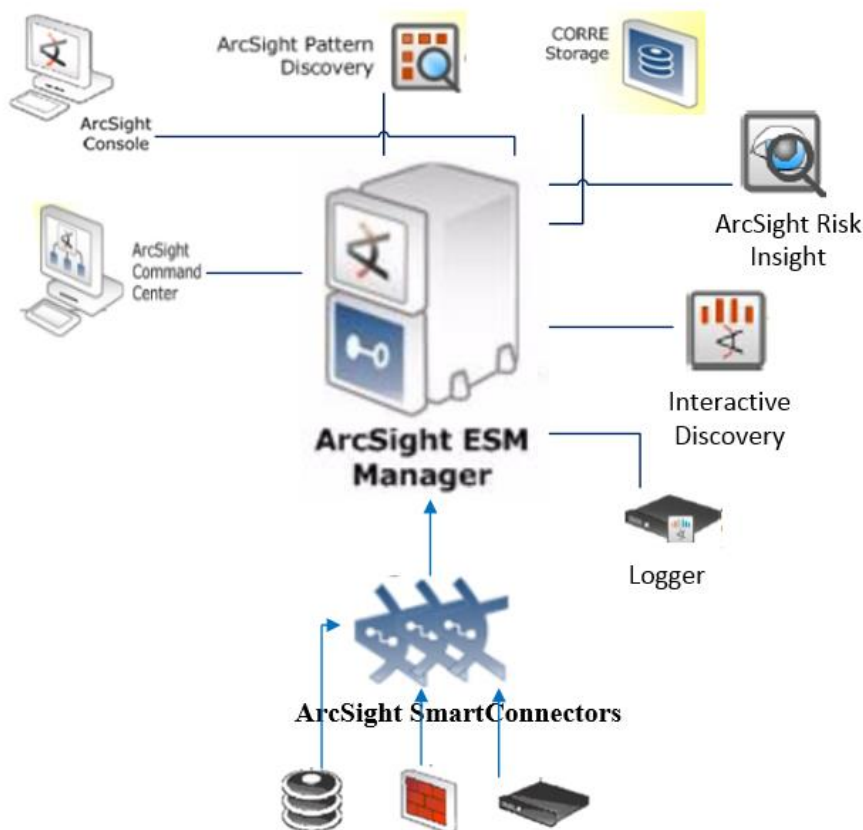 ArcSight Pattern
Discovery
CORRE
Storage
ArcSight
Console
ArcSight Risk
Insight
ArcSight
Command
Center
Interactive
Discovery
ArcSight ESM
Manager
Logger
ArcSight SmartConnectors